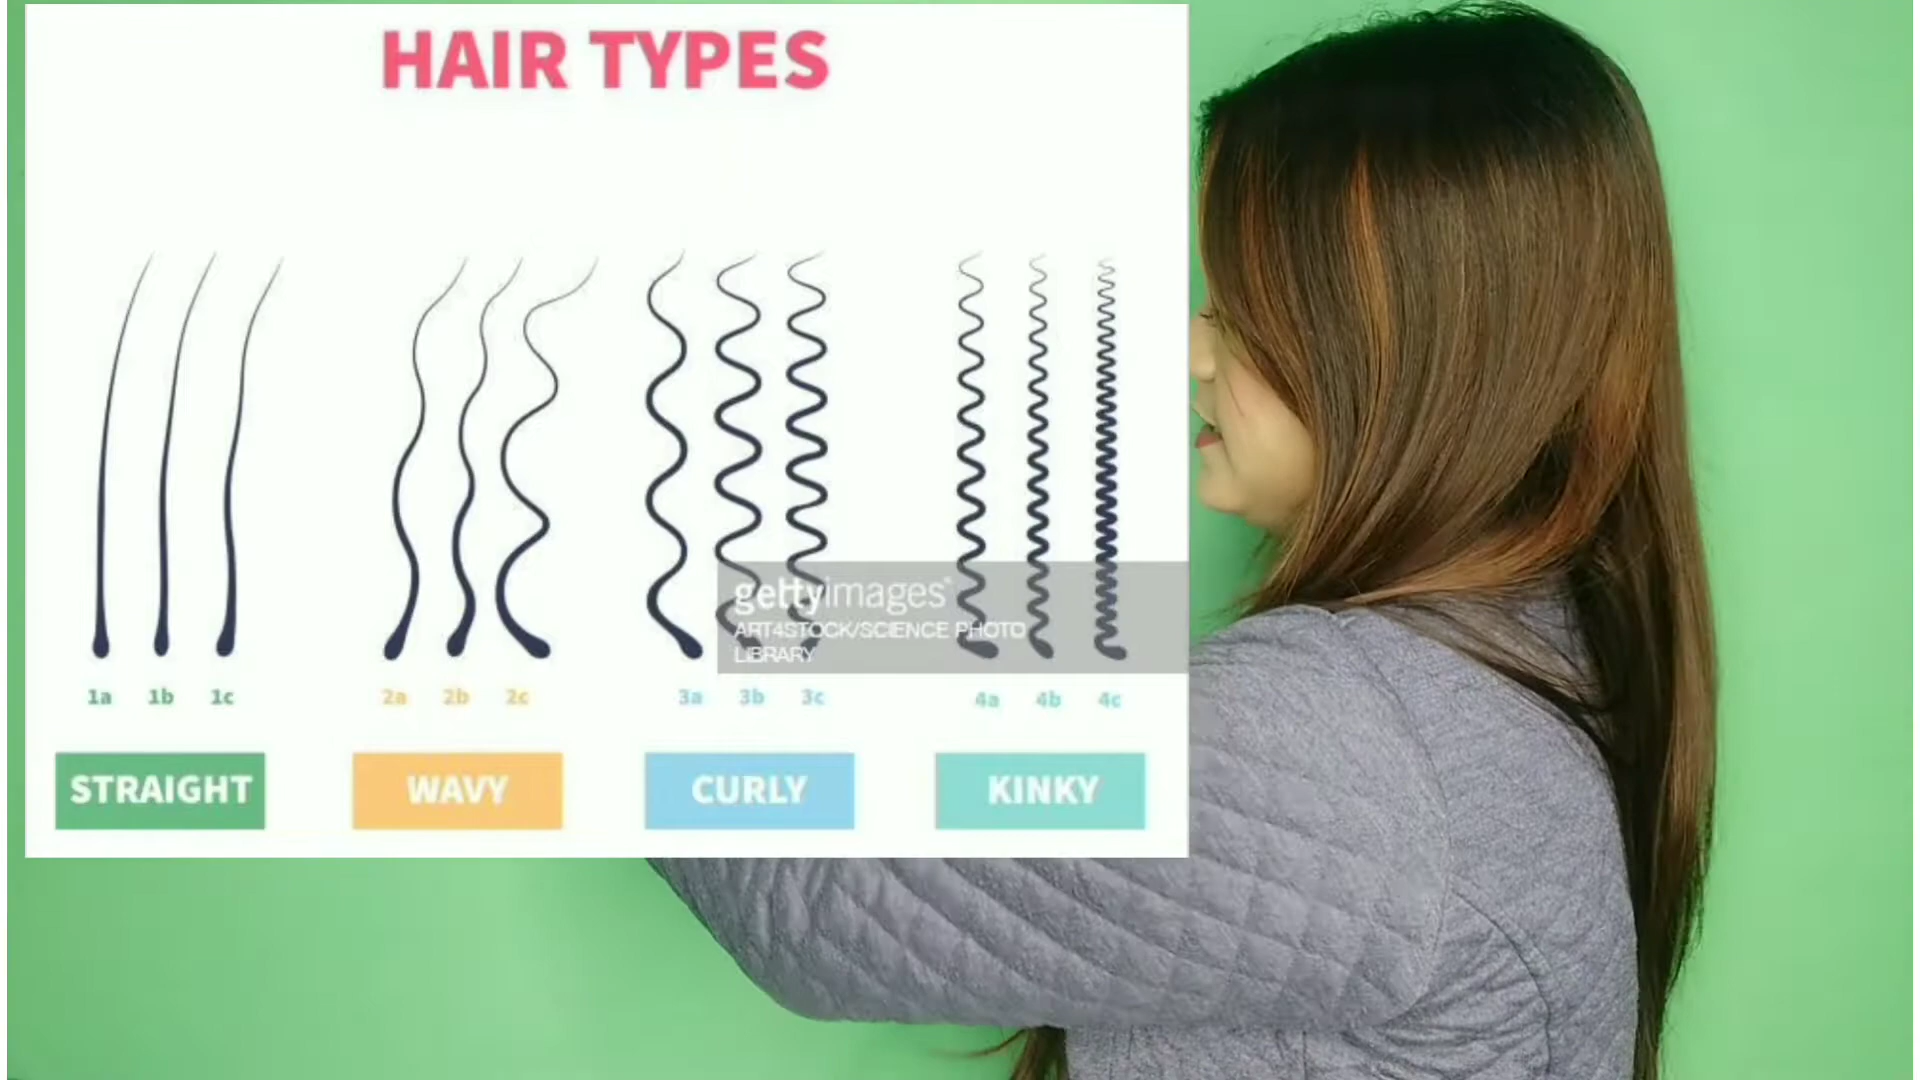 HAIR TYPES
gettyimages®
ART4STOCK/SCIENCE PHOTO
LIBRARY
1a 1b 1c 2a 2b 2c 3a 3b 3c 4a 4b 4c
STRAIGHT WAVY CURLY KINKY